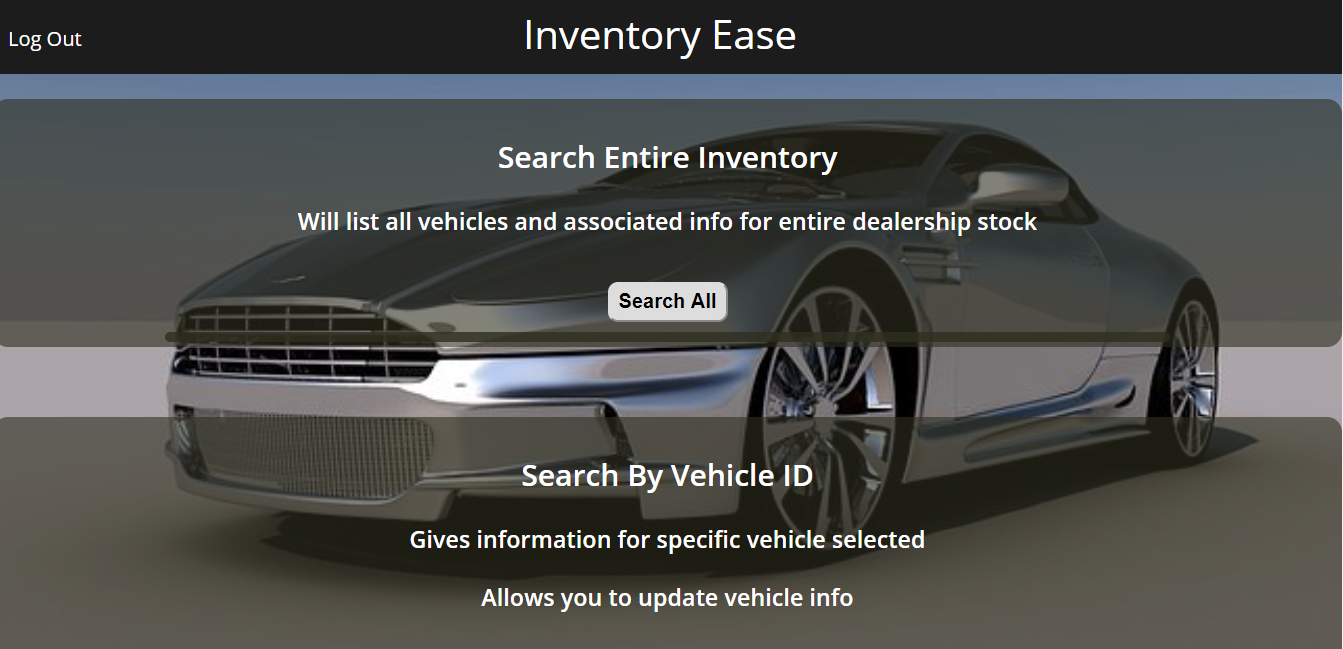 Log Out
Inventory Ease
Search Entire Inventory
Will list all vehicles and associated info for entire dealership stock
Search All
Search By Vehicle ID
Gives information for specific vehicle selected
Allows you to update vehicle info